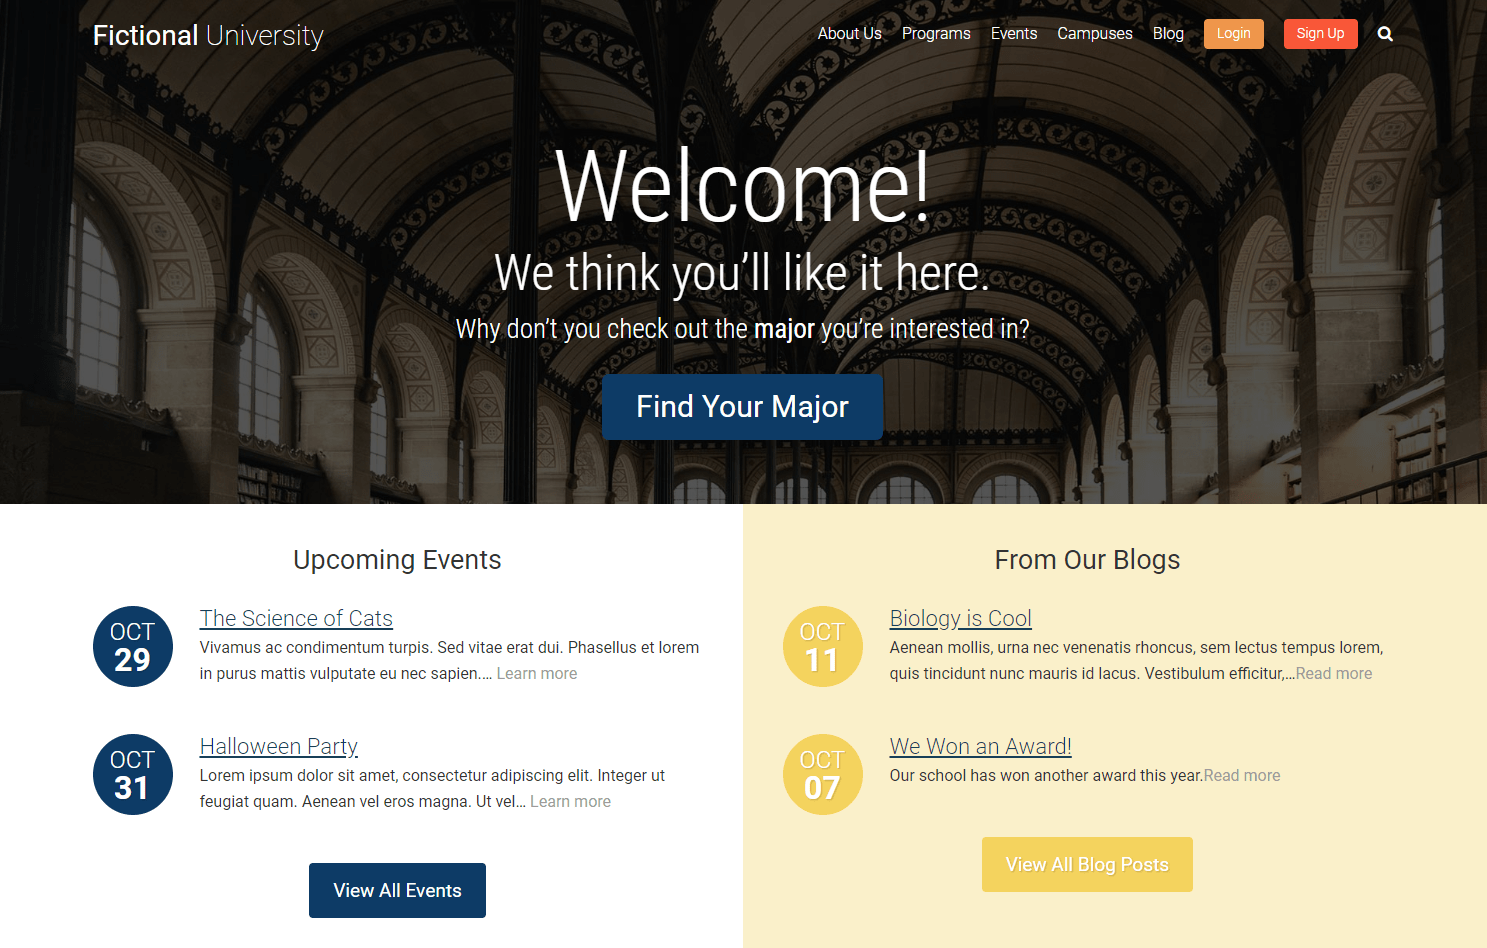 Fictional University
About Us Programs Events Campuses Blog Login Sign Up
Welcome!
We think you’ll like it here.
Why don’t you check out the major you’re interested in?
Find Your Major
Upcoming Events
OCT
29
The Science of Cats
Vivamus ac condimentum turpis. Sed vitae erat dui. Phasellus et lorem
in purus mattis vulputate eu nec sapien.… Learn more
OCT
31
Halloween Party
Lorem ipsum dolor sit amet, consectetur adipiscing elit. Integer ut
feugiat quam. Aenean vel eros magna. Ut vel… Learn more
View All Events
From Our Blogs
OCT
11
Biology is Cool
Aenean mollis, urna nec venenatis rhoncus, sem lectus tempus lorem,
quis tincidunt nunc mauris id lacus. Vestibulum efficitur,…Read more
OCT
07
We Won an Award!
Our school has won another award this year.Read more
View All Blog Posts